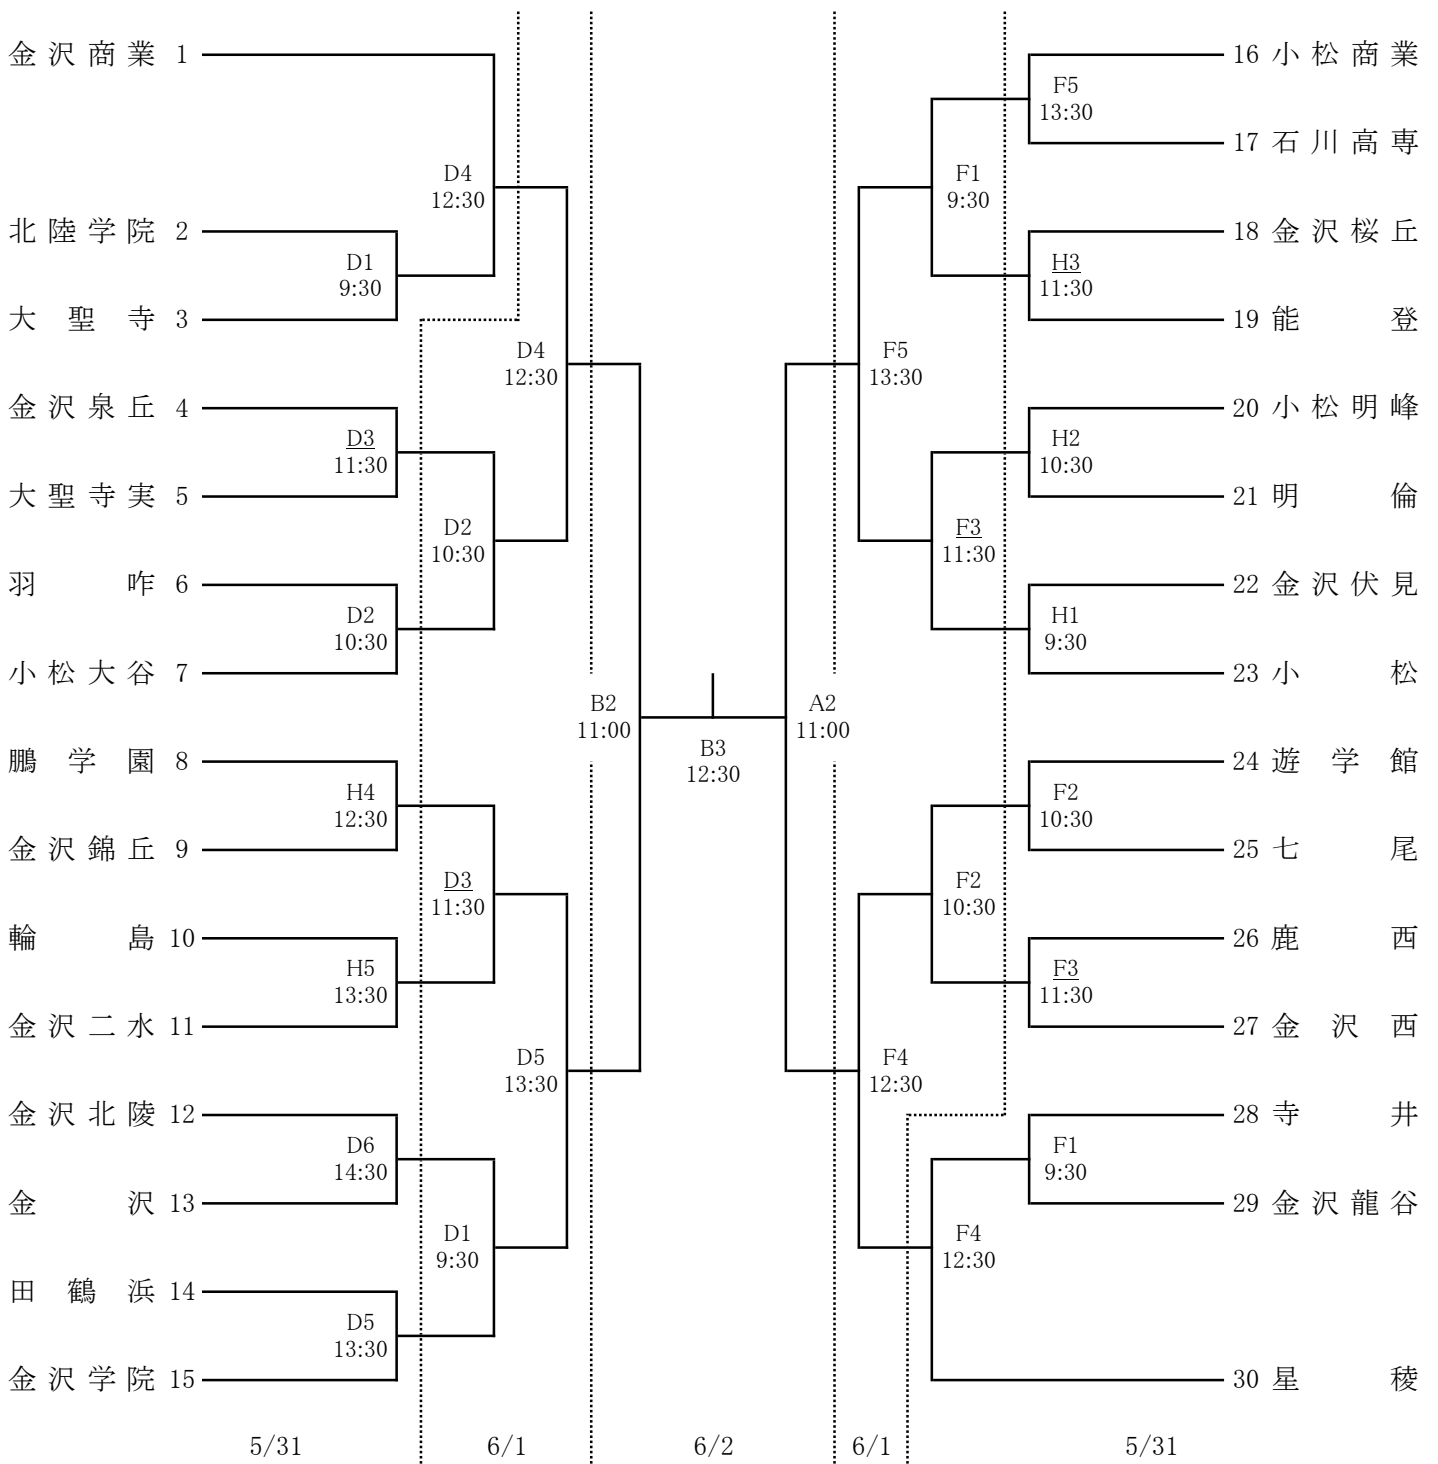 金沢商業 1
D4
12:30
北陸学院 2
D1
9:30
大聖寺 3
D4
12:30
金沢泉丘 4
D3
11:30
大聖寺実 5
D2
10:30
羽咋 6
D2
10:30
小松大谷 7
B2
11:00
鵬学園 8
H4
12:30
金沢錦丘 9
D3
11:30
輪島 10
H5
13:30
金沢二水 11
D5
13:30
金沢北陵 12
D6
14:30
金沢 13
D1
9:30
田鶴浜 14
D5
13:30
金沢学院 15
B3
12:30
16 小松商業
F5
13:30
17 石川高専
F1
9:30
18 金沢桜丘
H3
11:30
19 能登
F5
13:30
20 小松明峰
H2
10:30
21 明倫
F3
11:30
22 金沢伏見
H1
9:30
23 小松
A2
11:00
24 遊学館
F2
10:30
25 七尾
F2
10:30
26 鹿西
F3
11:30
27 金沢西
F4
12:30
28 寺井
F1
9:30
29 金沢龍谷
F4
12:30
30 星稜
5/31 6/1 6/2 6/1 5/31